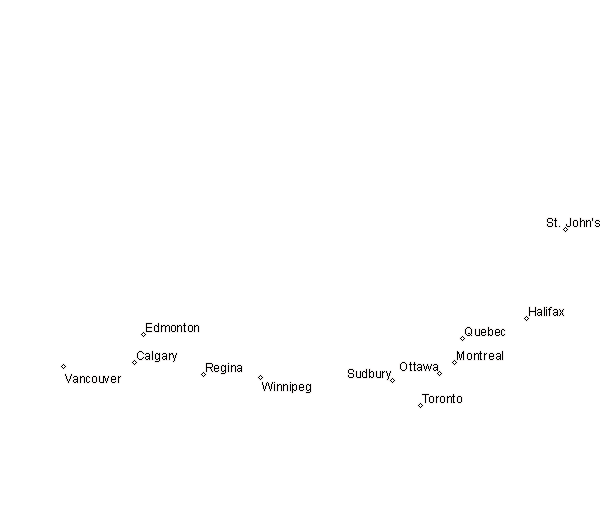 St. John's
Halifax
Edmonton
Quebec
Calgary
Montreal
Regina
Ottawa
Vancouver
Sudbury
Winnipeg
Toronto